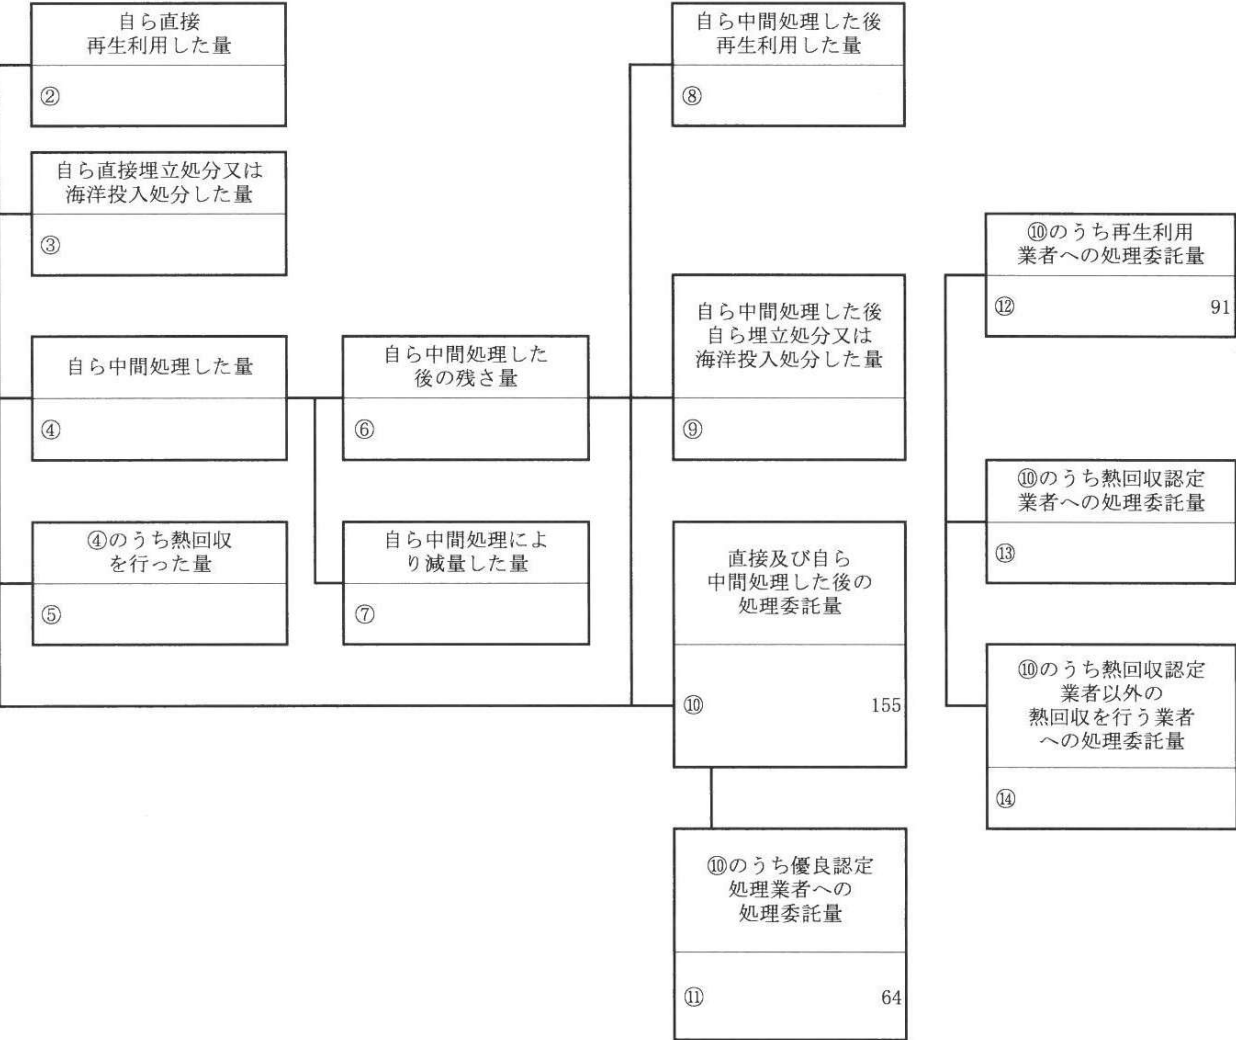 自ら直接
再生利用した量
②
自ら直接埋立処分又は
海洋投入処分した量
③
自ら中間処理した量
④
④のうち熱回収
を行った量
⑤
自ら中間処理した
後の残さ量
⑥
自ら中間処理によ
り減量した量
⑦
自ら中間処理した後
再生利用した量
⑧
自ら中間処理した後
自ら埋立処分又は
海洋投入処分した量
⑨
直接及び自ら
中間処理した後の
処理委託量
⑩ 155
⑩のうち優良認定
処理業者への
処理委託量
⑪ 64
⑩のうち再生利用
業者への処理委託量
⑫ 91
⑩のうち熱回収認定
業者への処理委託量
⑬
⑩のうち熱回収認定
業者以外の
熱回収を行う業者
への処理委託量
⑭